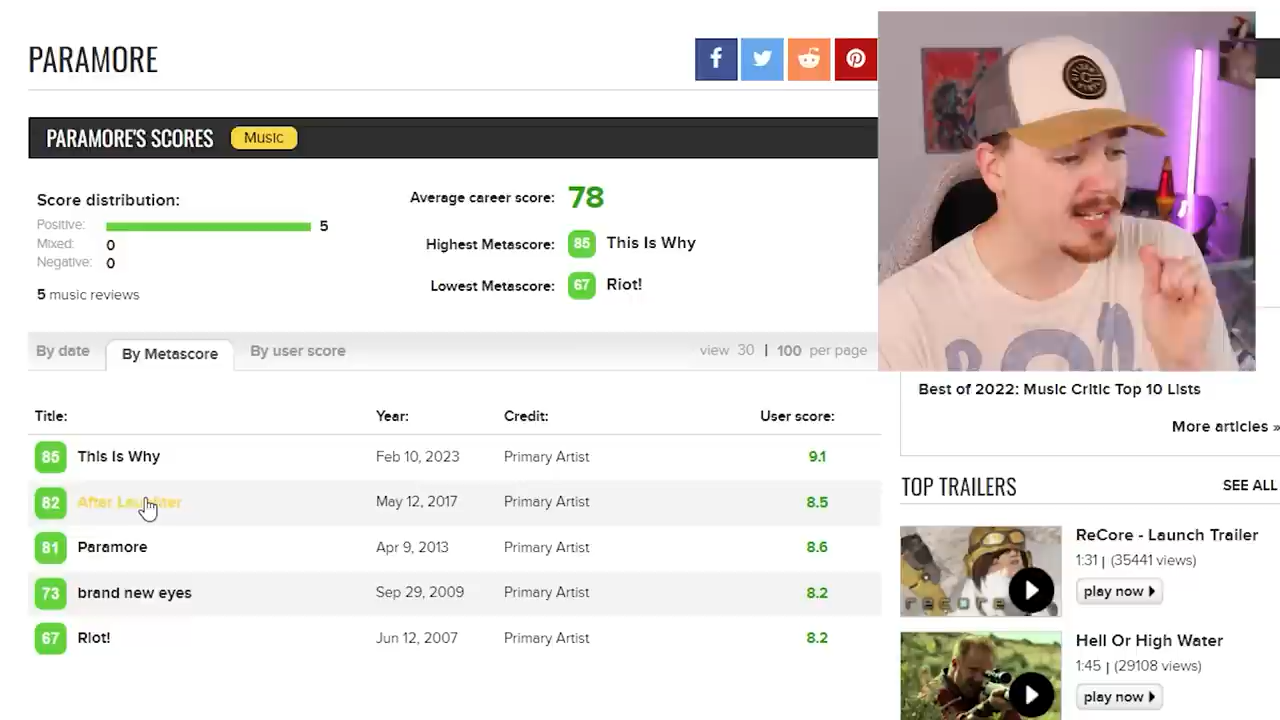 PARAMORE
PARAMORE'S SCORES Music
Score distribution:
Positive: 5
Mixed: 0
Negative: 0
5 music reviews
Average career score: 78
Highest Metascore: 85 This Is Why
Lowest Metascore: 67 Riot!
By date By Metascore By user score view 30 | 100 per page
Title: Year: Credit: User score:
85 This Is Why Feb 10, 2023 Primary Artist 9.1
82 After Laughter May 12, 2017 Primary Artist 8.5
81 Paramore Apr 9, 2013 Primary Artist 8.6
73 brand new eyes Sep 29, 2009 Primary Artist 8.2
67 Riot! Jun 12, 2007 Primary Artist 8.2
Best of 2022: Music Critic Top 10 Lists
More articles »
TOP TRAILERS SEE ALL
ReCore - Launch Trailer
1:31 | (35441 views)
play now
recore
Hell Or High Water
1:45 | (29108 views)
play now